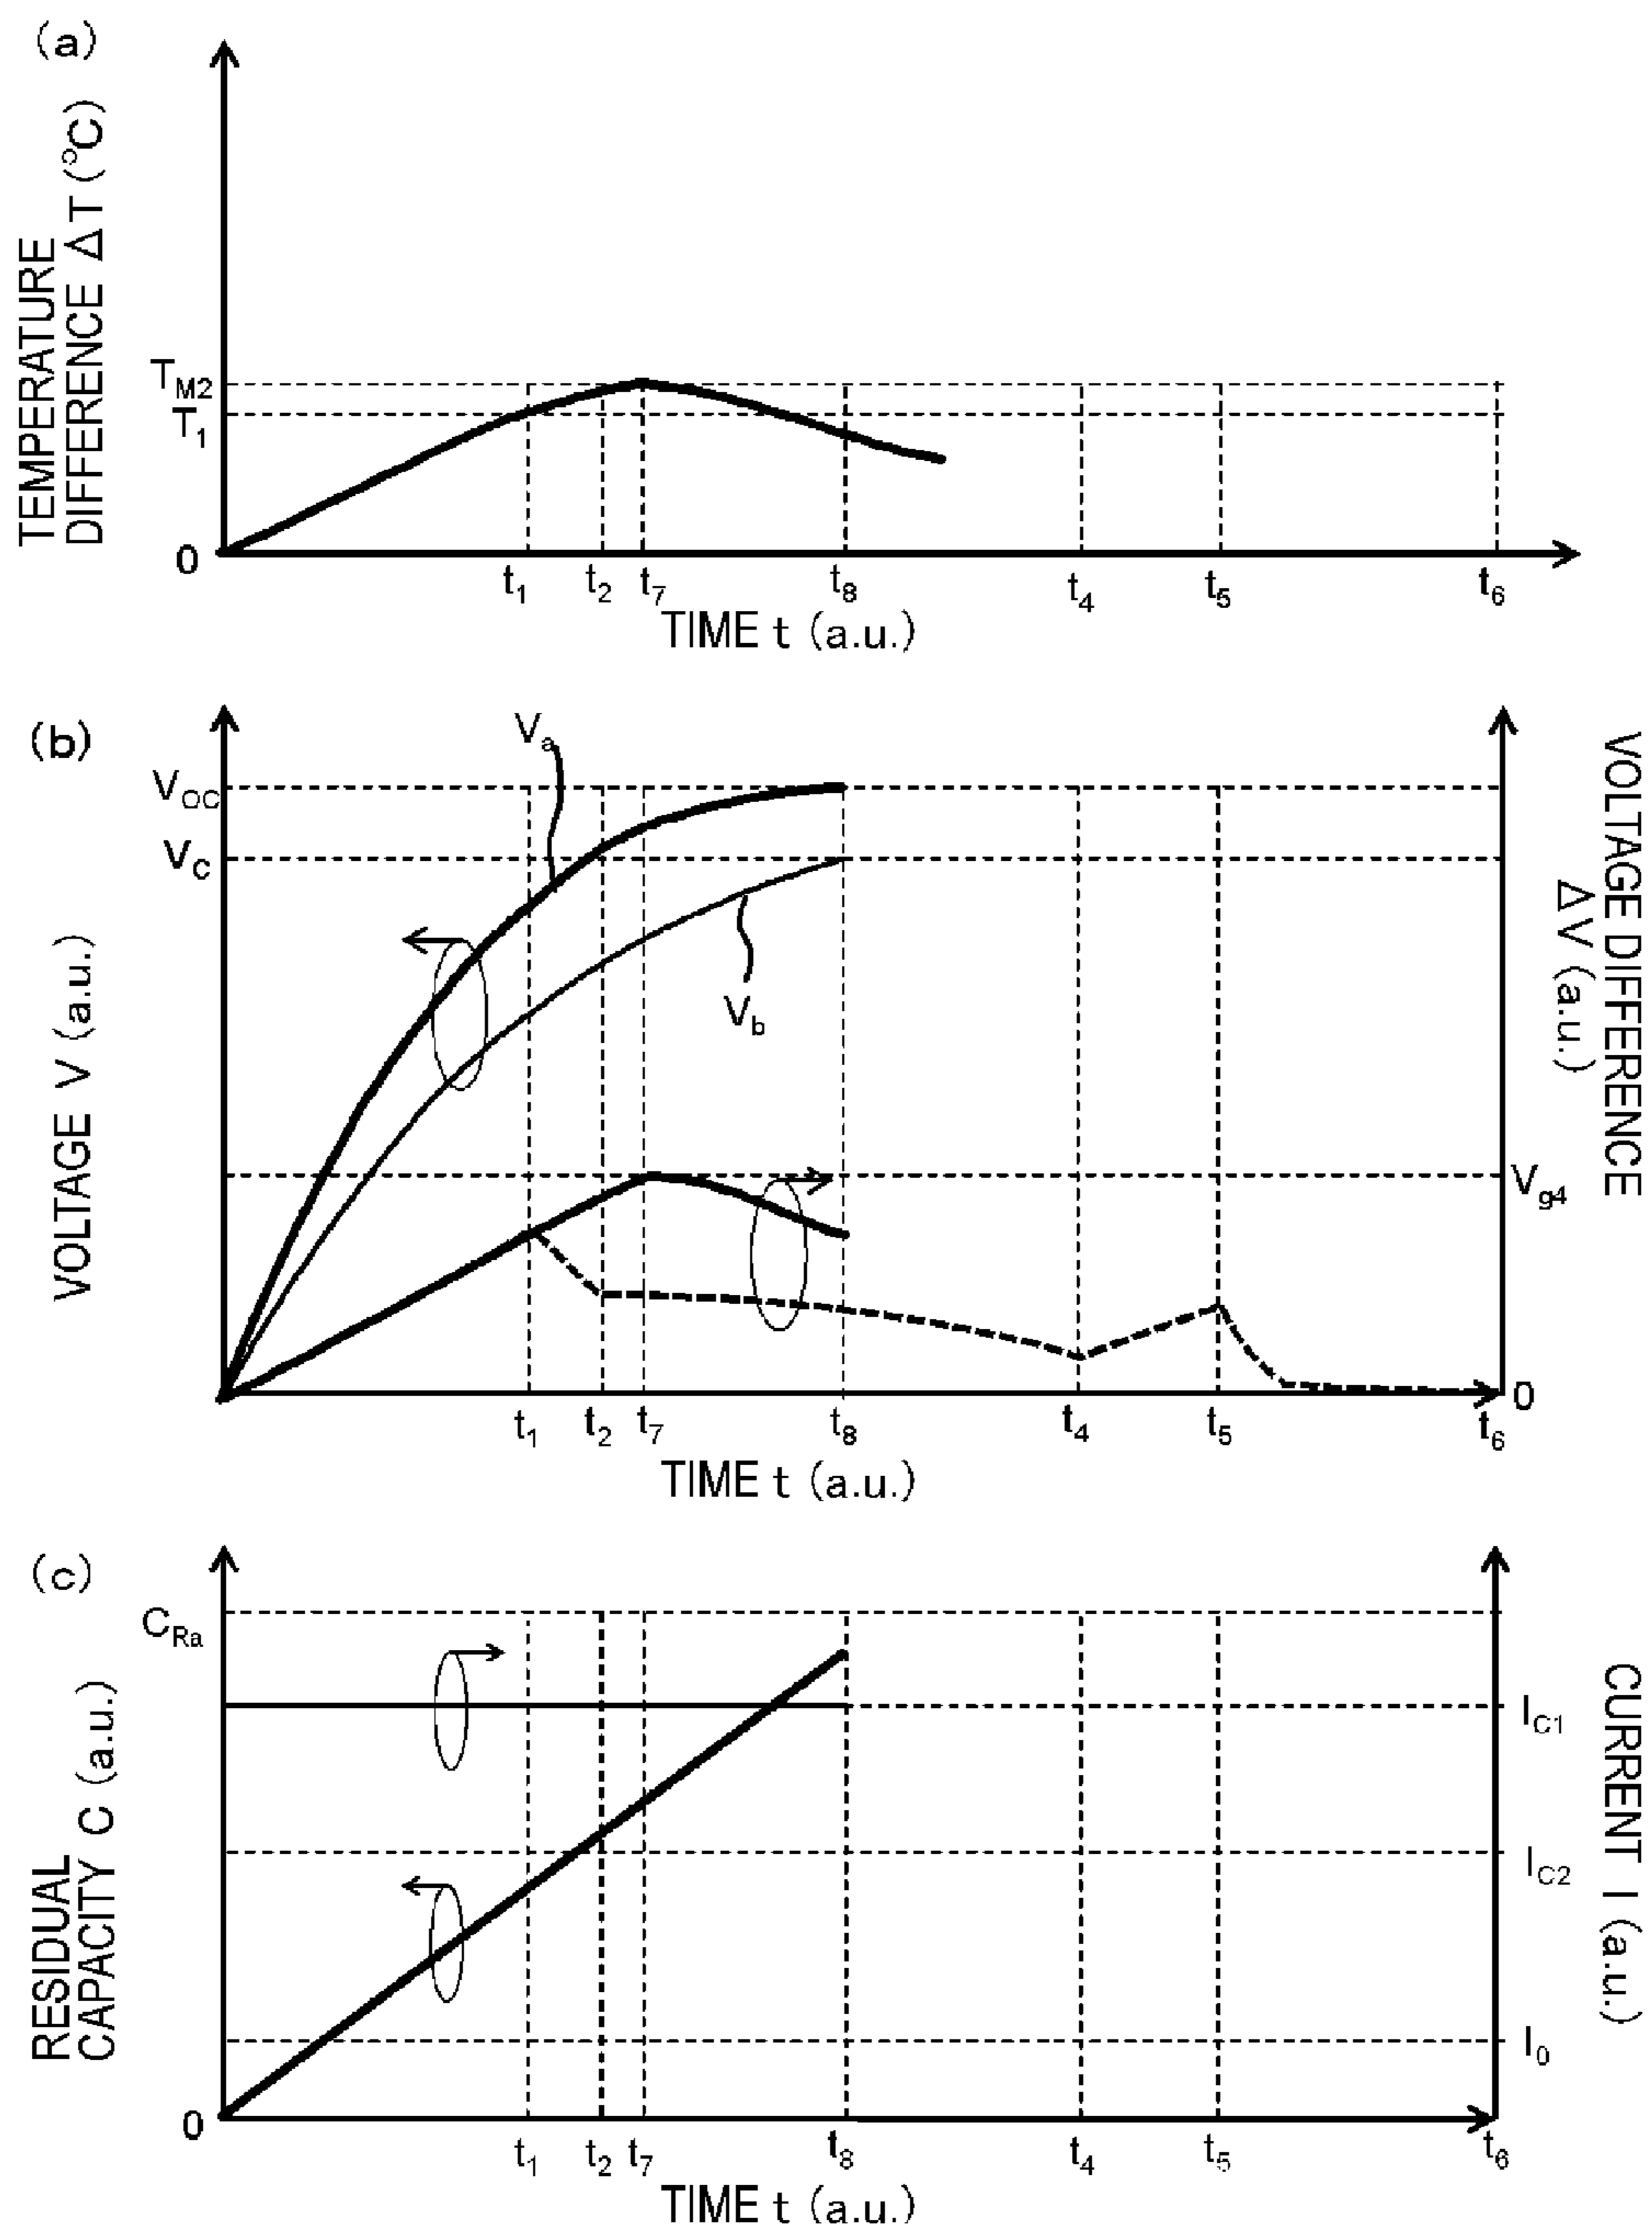 (a)
TEMPERATURE
DIFFERENCE ΔT (℃)
T_M2
T_1
0
t_1 t_2 t_7 t_8 t_4 t_5 t_6
TIME t (a.u.)
(b)
V_a
V_OC
V_C
V_b
VOLTAGE V (a.u.)
VOLTAGE DIFFERENCE
ΔV (a.u.)
V_g4
0
t_1 t_2 t_7 t_8 t_4 t_5 t_6
TIME t (a.u.)
(c)
C_Ra
RESIDUAL
CAPACITY C (a.u.)
I_C1
I_C2
I_0
CURRENT I (a.u.)
0
t_1 t_2 t_7 t_8 t_4 t_5 t_6
TIME t (a.u.)